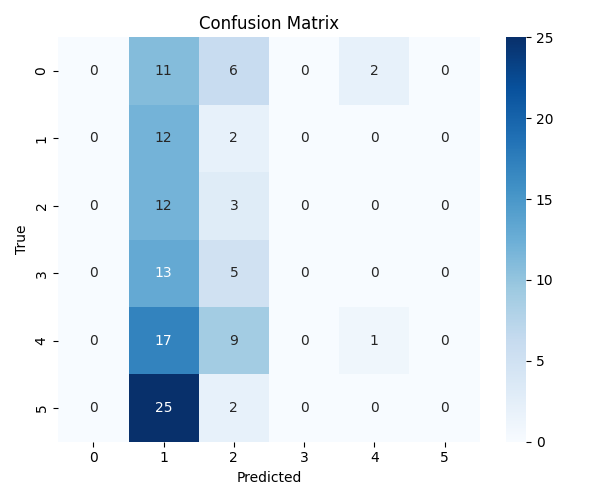 Confusion Matrix
True
0 0 11 6 0 2 0
1 0 12 2 0 0 0
2 0 12 3 0 0 0
3 0 13 5 0 0 0
4 0 17 9 0 1 0
5 0 25 2 0 0 0
0 1 2 3 4 5
Predicted
25
20
15
10
5
0